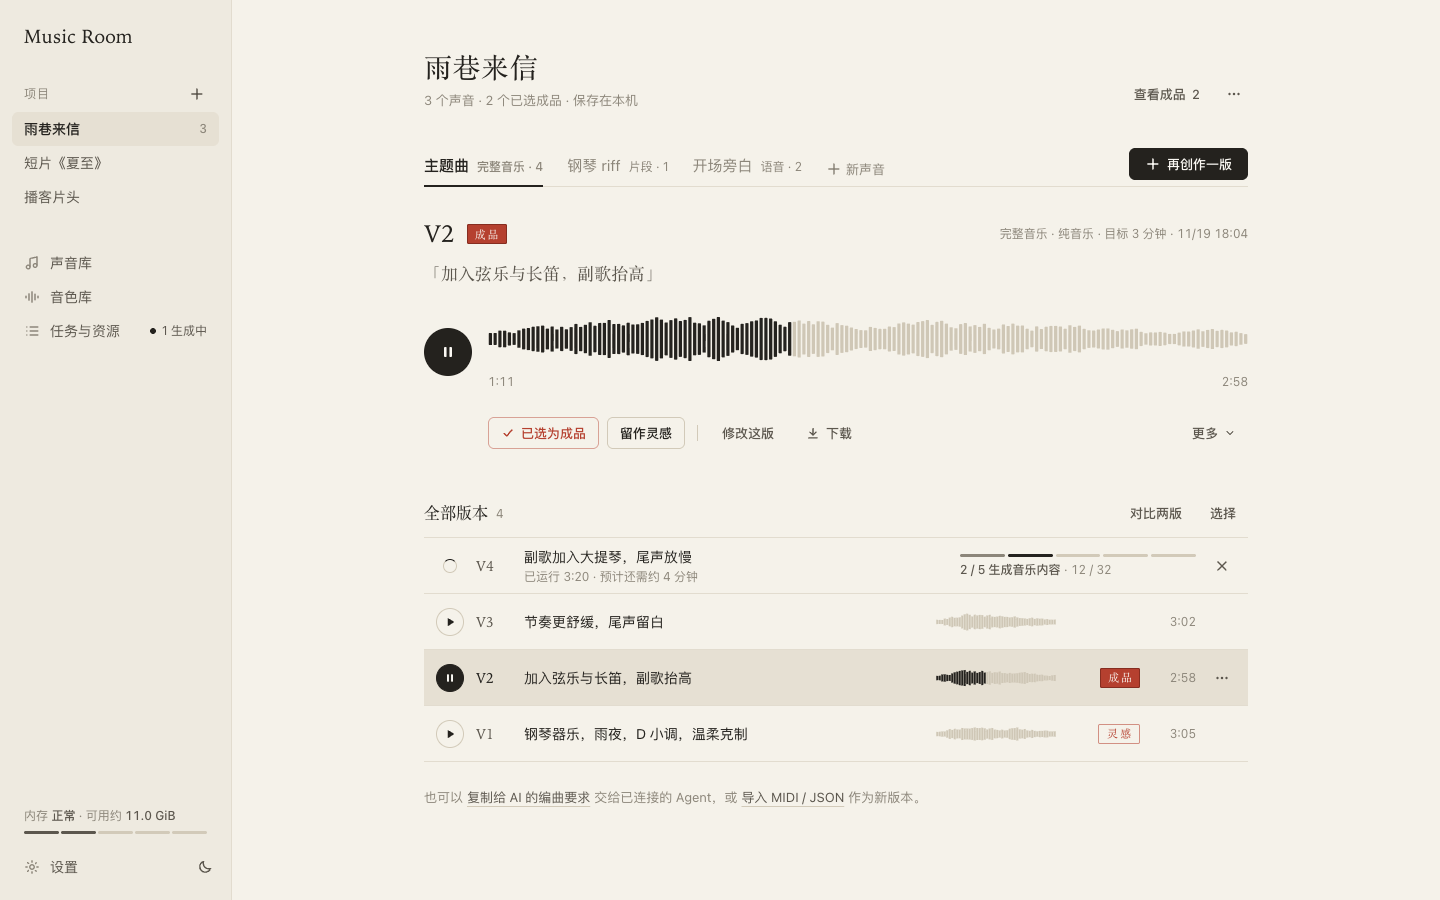 Music Room
项目
雨巷来信 3
短片《夏至》
播客片头
声音库
音色库
任务与资源 1 生成中
内存 正常 · 可用约 11.0 GiB
设置
雨巷来信
3 个声音 · 2 个已选成品 · 保存在本机
查看成品 2
主题曲 完整音乐 · 4 钢琴 riff 片段 · 1 开场旁白 语音 · 2 新声音
再创作一版
V2 成品
完整音乐 · 纯音乐 · 目标 3 分钟 · 11/19 18:04
「加入弦乐与长笛，副歌抬高」
1:11 2:58
已选为成品 留作灵感 修改这版 下载 更多
全部版本 4 对比两版 选择
V4 副歌加入大提琴，尾声放慢
已运行 3:20 · 预计还需约 4 分钟
2 / 5 生成音乐内容 · 12 / 32
V3 节奏更舒缓，尾声留白 3:02
V2 加入弦乐与长笛，副歌抬高 成品 2:58
V1 钢琴器乐，雨夜，D 小调，温柔克制 灵感 3:05
也可以 复制给 AI 的编曲要求 交给已连接的 Agent，或 导入 MIDI / JSON 作为新版本。